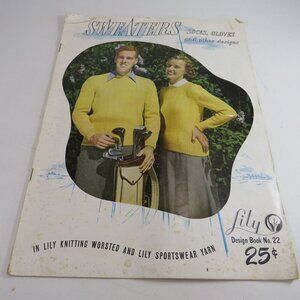 SWEATERS
SOCKS, GLOVES
and other designs
Lily
Design Book No. 22
25¢
IN LILY KNITTING WORSTED AND LILY SPORTSWEAR YARN